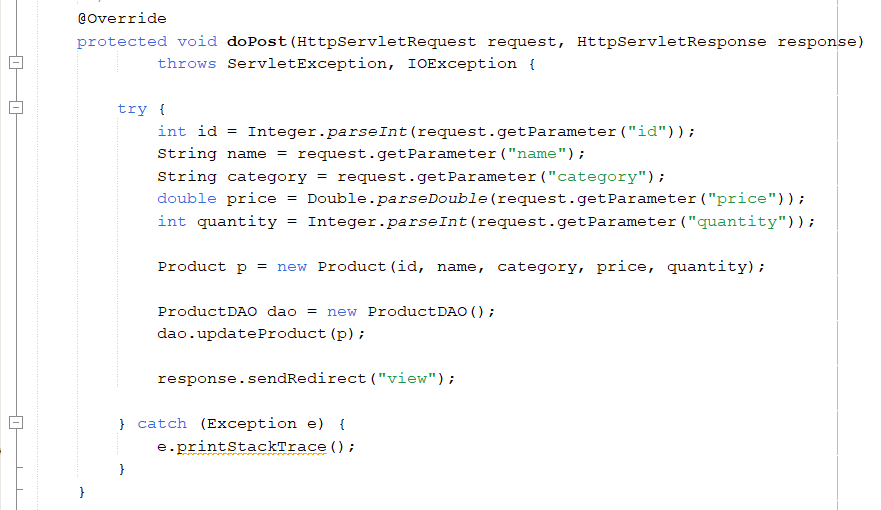 @Override
protected void doPost(HttpServletRequest request, HttpServletResponse response)
        throws ServletException, IOException {

    try {
        int id = Integer.parseInt(request.getParameter("id"));
        String name = request.getParameter("name");
        String category = request.getParameter("category");
        double price = Double.parseDouble(request.getParameter("price"));
        int quantity = Integer.parseInt(request.getParameter("quantity"));

        Product p = new Product(id, name, category, price, quantity);

        ProductDAO dao = new ProductDAO();
        dao.updateProduct(p);

        response.sendRedirect("view");

    } catch (Exception e) {
        e.printStackTrace();
    }
}